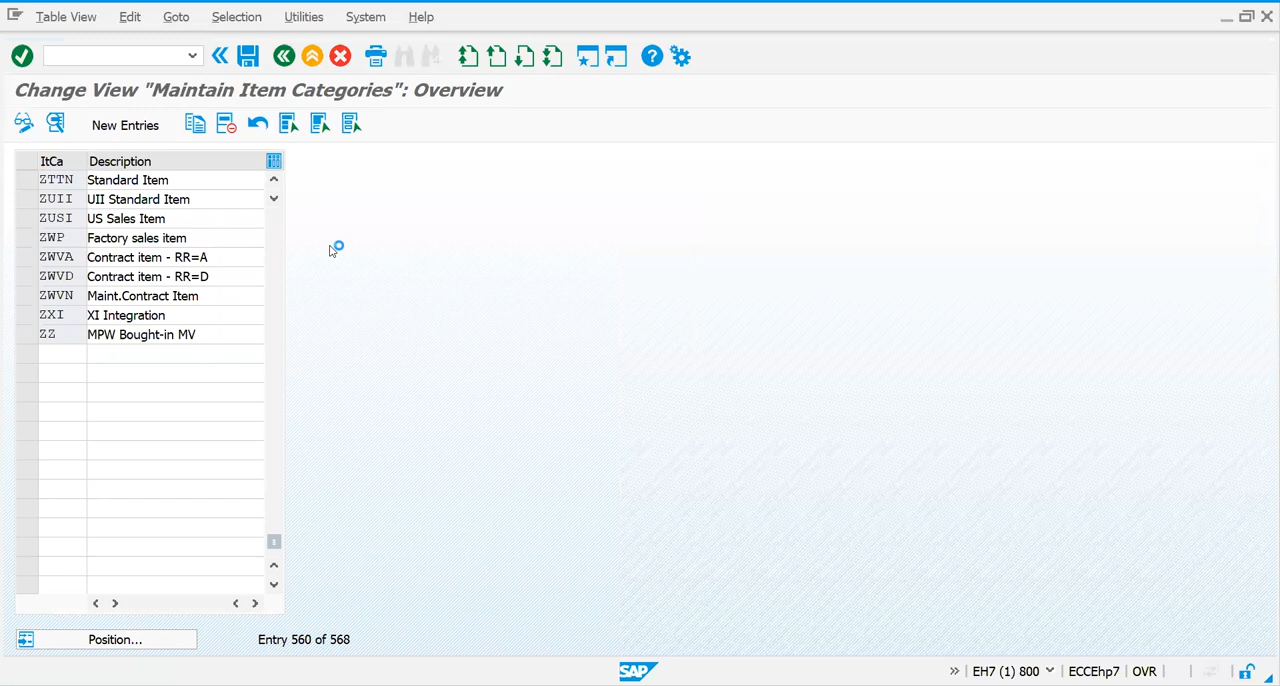 Table View Edit Goto Selection Utilities System Help
Change View "Maintain Item Categories": Overview
New Entries
ItCa Description
ZTTN Standard Item
ZUII UII Standard Item
ZUSI US Sales Item
ZWP Factory sales item
ZWVA Contract item - RR=A
ZWVD Contract item - RR=D
ZWVN Maint.Contract Item
ZXI XI Integration
ZZ MPW Bought-in MV
Position... Entry 560 of 568
SAP EH7 (1) 800 ECCEhp7 OVR